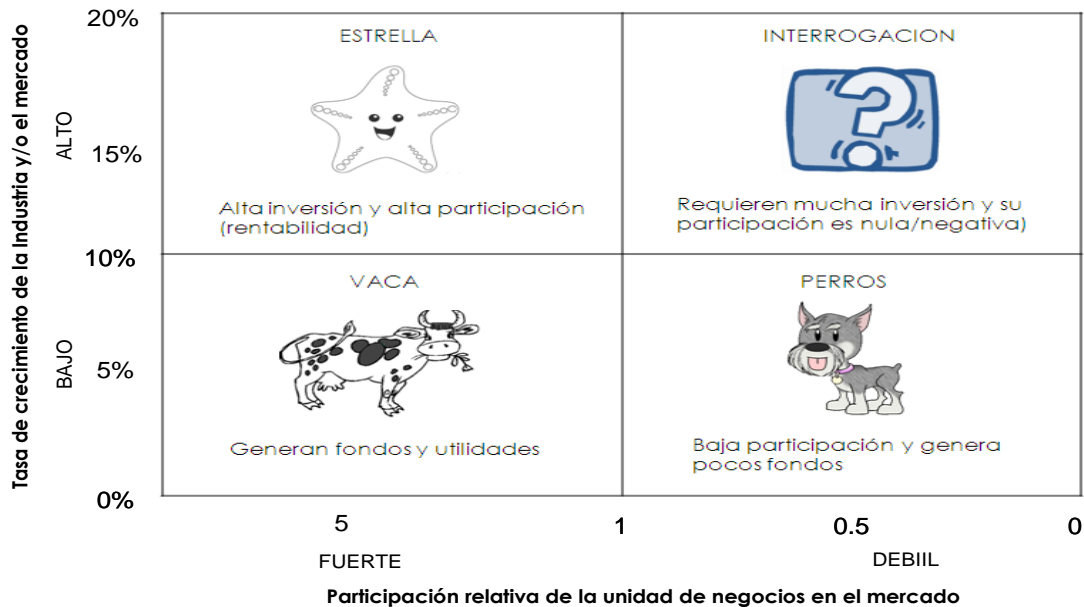 Tasa de crecimiento de la Industria y/o el mercado
ALTO
BAJO
20%
15%
10%
5%
0%
ESTRELLA
Alta inversión y alta participación
(rentabilidad)
INTERROGACION
Requieren mucha inversión y su
participación es nula/negativa)
VACA
Generan fondos y utilidades
PERROS
Baja participación y genera
pocos fondos
5
1
0.5
0
FUERTE
DEBIIL
Participación relativa de la unidad de negocios en el mercado